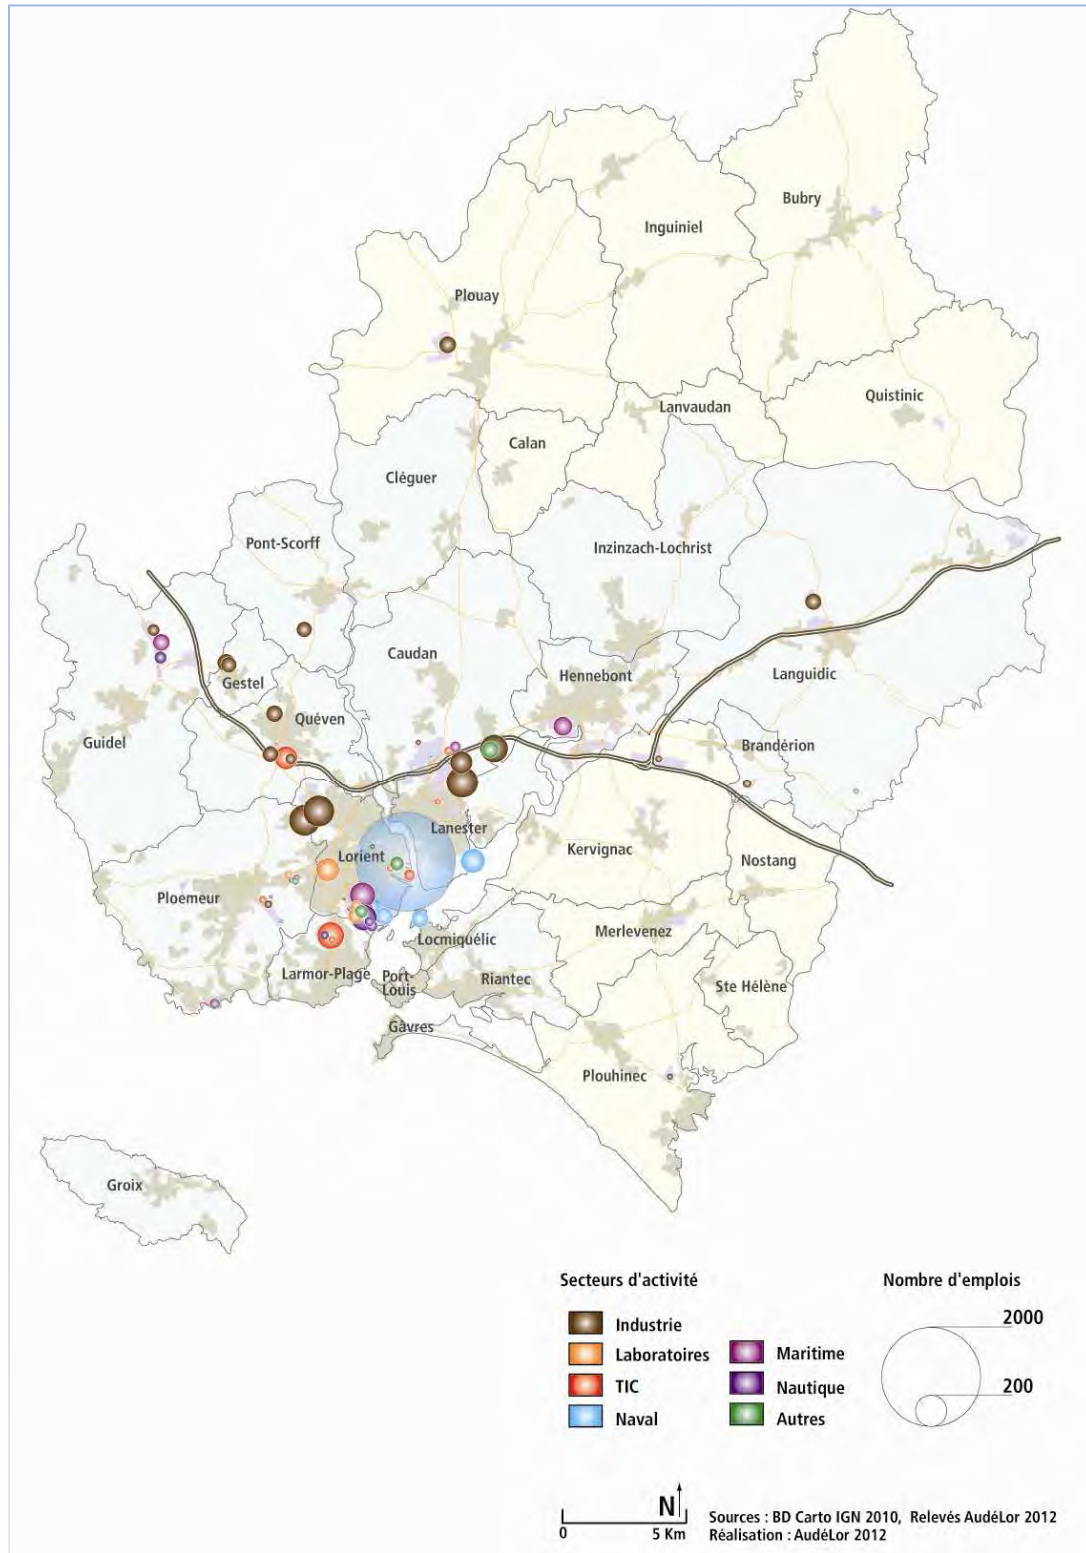 Bubry
Inguiniel
Plouay
Quistinic
Lanvaudan
Calan
Cléguer
Pont-Scorff
Inzinzach-Lochrist
Caudan
Hennebont
Languidic
Gestel
Quéven
Guidel
Brandérion
Lanester
Kervignac
Lorient
Nostang
Ploemeur
Merlevenez
Locmiquélic
Larmor-Plage
Port-
Louis
Riantec
Ste Hélène
Gâvres
Plouhinec
Groix
Secteurs d'activité
Industrie
Laboratoires
TIC
Naval
Maritime
Nautique
Autres
Nombre d'emplois
2000
200
N
0 5 Km
Sources : BD Carto IGN 2010, Relevés AudéLor 2012
Réalisation : AudéLor 2012